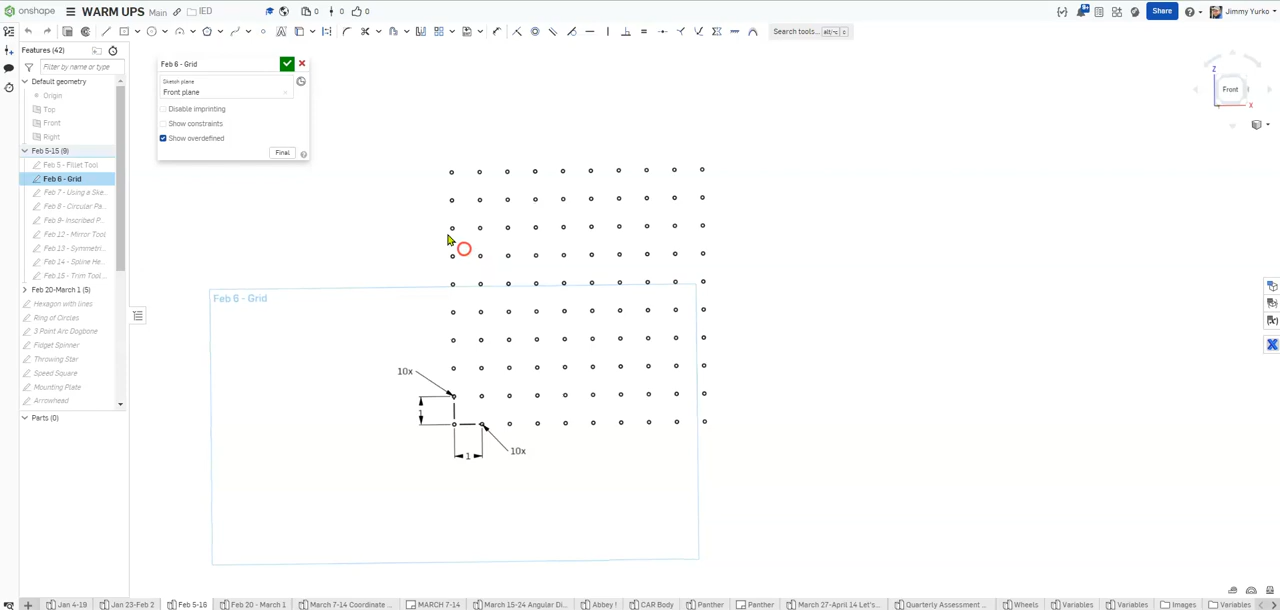 onshape WARM UPS Main IED 0 0 0 9+ Share Jimmy Yurko
Search tools... alt/⌥ c
Features (42)
Filter by name or type
Default geometry
Origin
Top
Front
Right
Feb 5-15 (9)
Feb 5 - Fillet Tool
Feb 6 - Grid
Feb 7 - Using a Ske...
Feb 8 - Circular Pa...
Feb 9- Inscribed P...
Feb 12 - Mirror Tool
Feb 13 - Symmetri...
Feb 14 - Spline He...
Feb 15 - Trim Tool...
Feb 20-March 1 (5)
Hexagon with lines
Ring of Circles
3 Point Arc Dogbone
Fidget Spinner
Throwing Star
Speed Square
Mounting Plate
Arrowhead
Parts (0)
Feb 6 - Grid
Sketch plane
Front plane
Disable imprinting
Show constraints
Show overdefined
Final
Z
Front
X
Feb 6 - Grid
10x
1
1
10x
Jan 4-19 Jan 23-Feb 2 Feb 5-16 Feb 20 - March 1 March 7-14 Coordinate ... MARCH 7-14 March 15-24 Angular Di... Abbey ! CAR Body Panther Panther March 27-April 14 Let's... Quarterly Assessment ... Wheels Variables Variables Images Variables